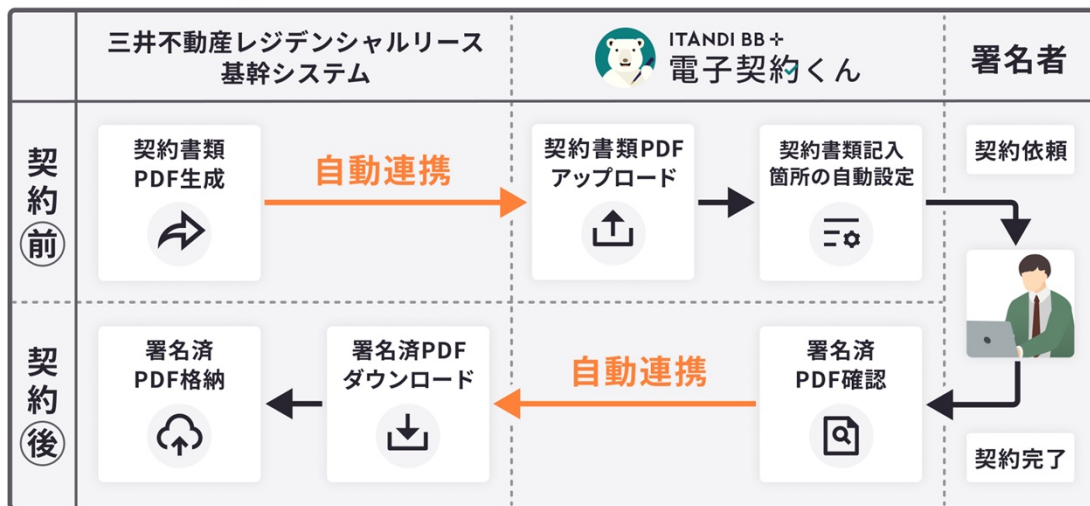 三井不動産レジデンシャルリース
基幹システム
ITANDI BB +
電子契約くん
署名者
契約前
契約書類
PDF生成
自動連携
契約書類PDF
アップロード
契約書類記入
箇所の自動設定
契約依頼
契約後
署名済
PDF格納
署名済PDF
ダウンロード
自動連携
署名済
PDF確認
契約完了